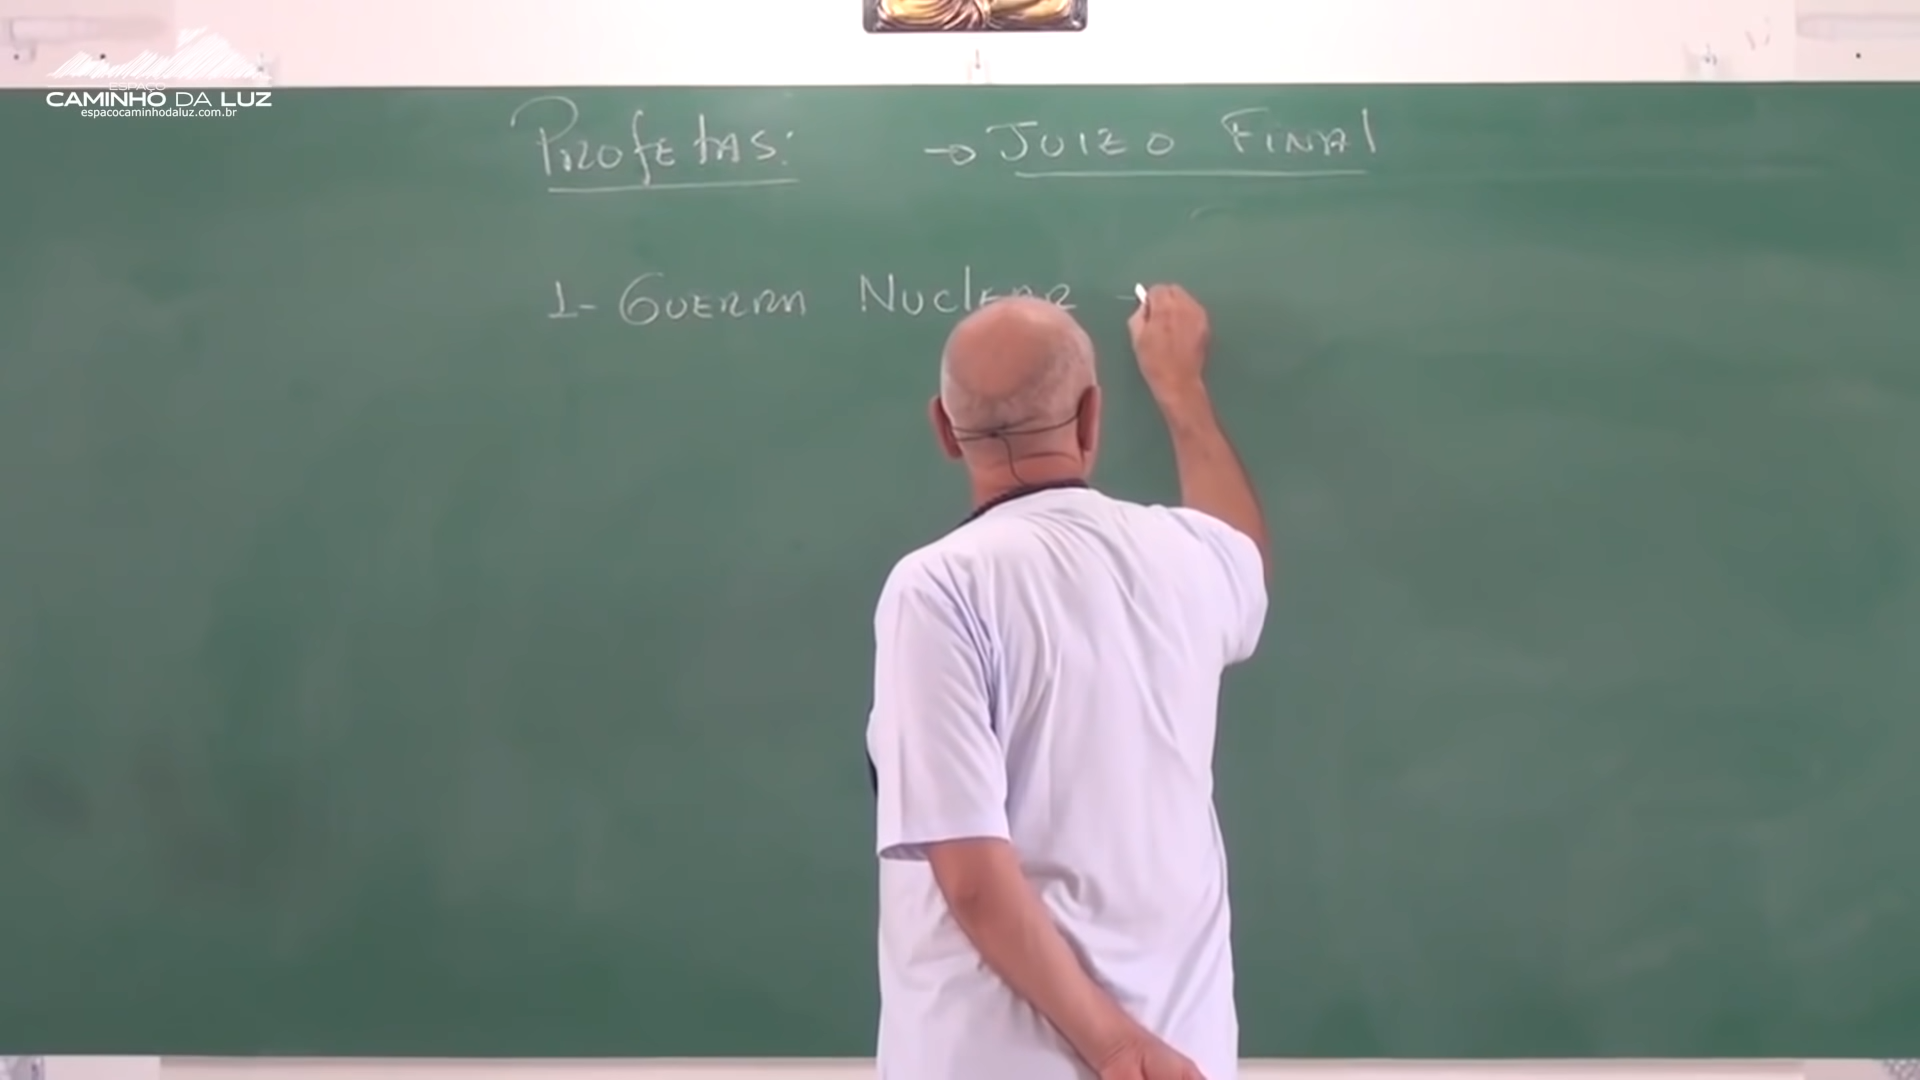 ESPAÇO
CAMINHO DA LUZ
espacocaminhodaluz.com.br
PROFETAS: → JUIZO FINAL
1- GUERRA NUCLEAR -